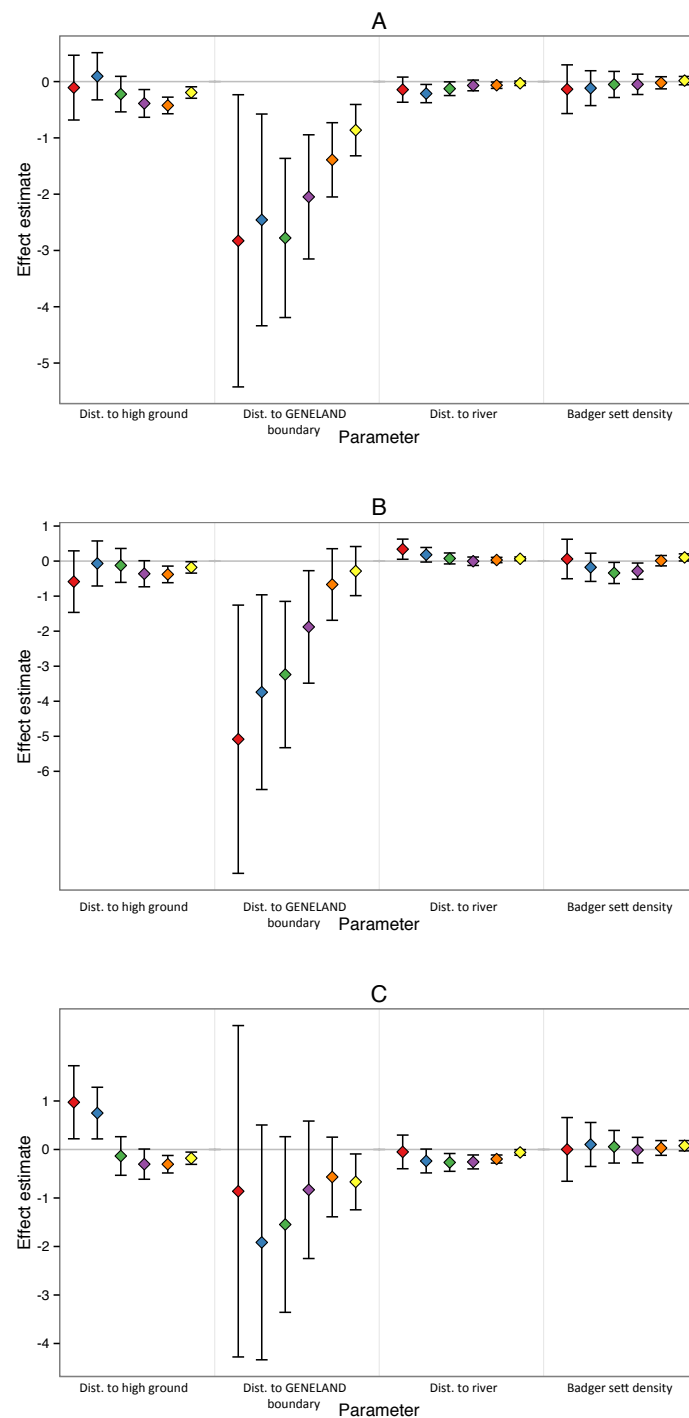 A
0
-1
-2
-3
-4
-5
Effect estimate
Dist. to high ground Dist. to GENELAND boundary Dist. to river Badger sett density
Parameter
B
1
0
-1
-2
-3
-4
-5
-6
Effect estimate
Dist. to high ground Dist. to GENELAND boundary Dist. to river Badger sett density
Parameter
C
1
0
-1
-2
-3
-4
Effect estimate
Dist. to high ground Dist. to GENELAND boundary Dist. to river Badger sett density
Parameter